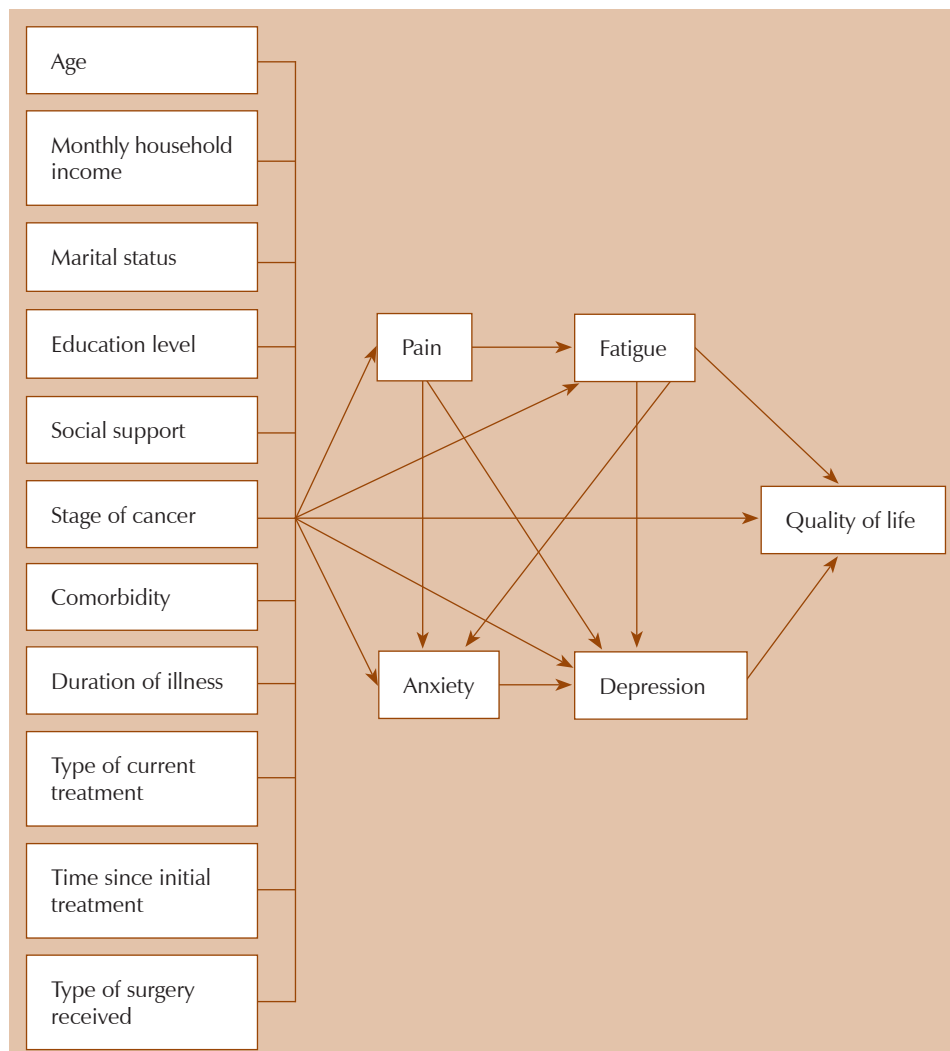 Age
Monthly household
income
Marital status
Education level
Social support
Stage of cancer
Comorbidity
Duration of illness
Type of current
treatment
Time since initial
treatment
Type of surgery
received
Pain
Fatigue
Anxiety
Depression
Quality of life